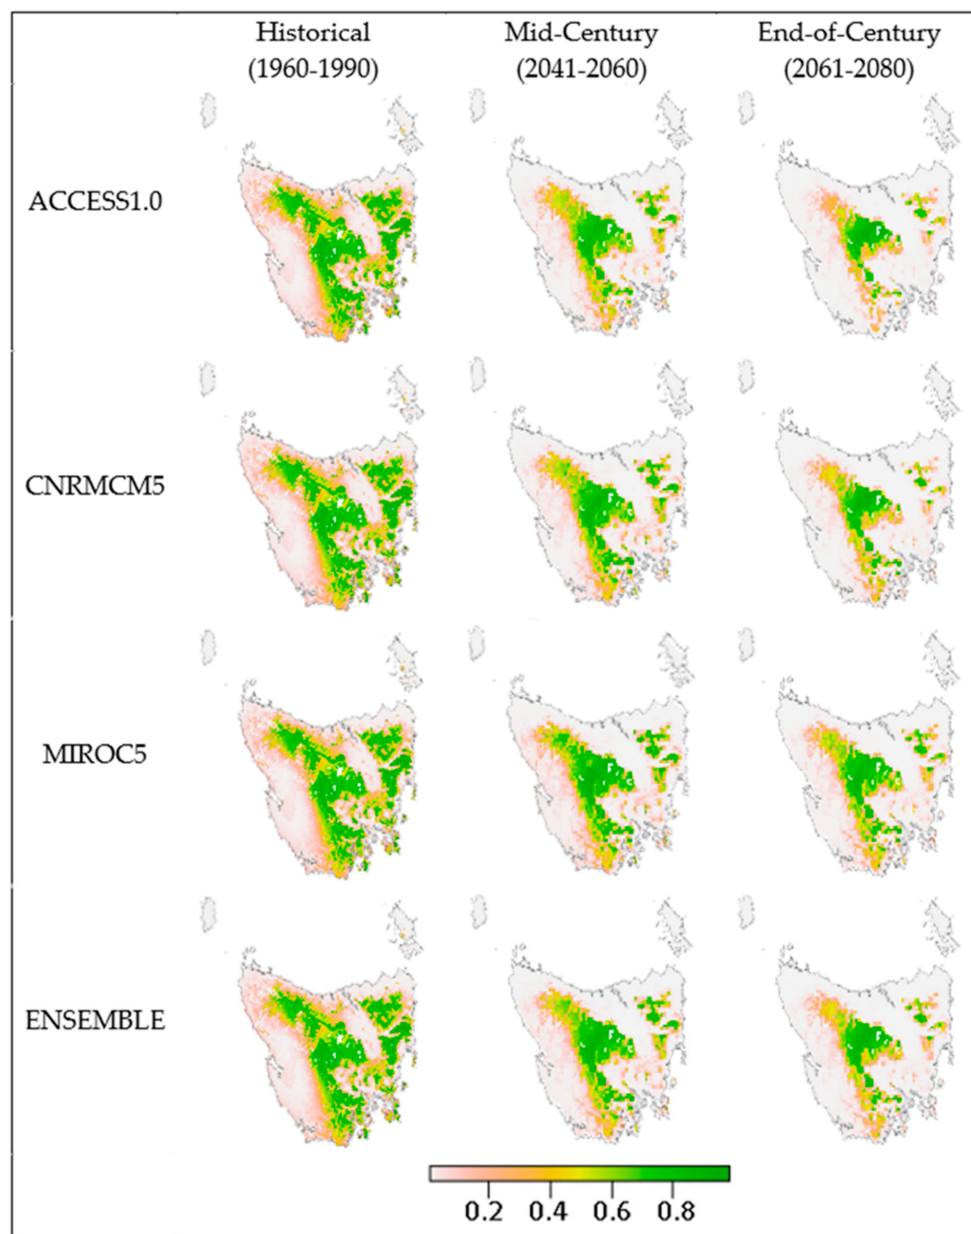 Historical
(1960-1990)
Mid-Century
(2041-2060)
End-of-Century
(2061-2080)
ACCESS1.0
CNRMCM5
MIROC5
ENSEMBLE
0.2 0.4 0.6 0.8